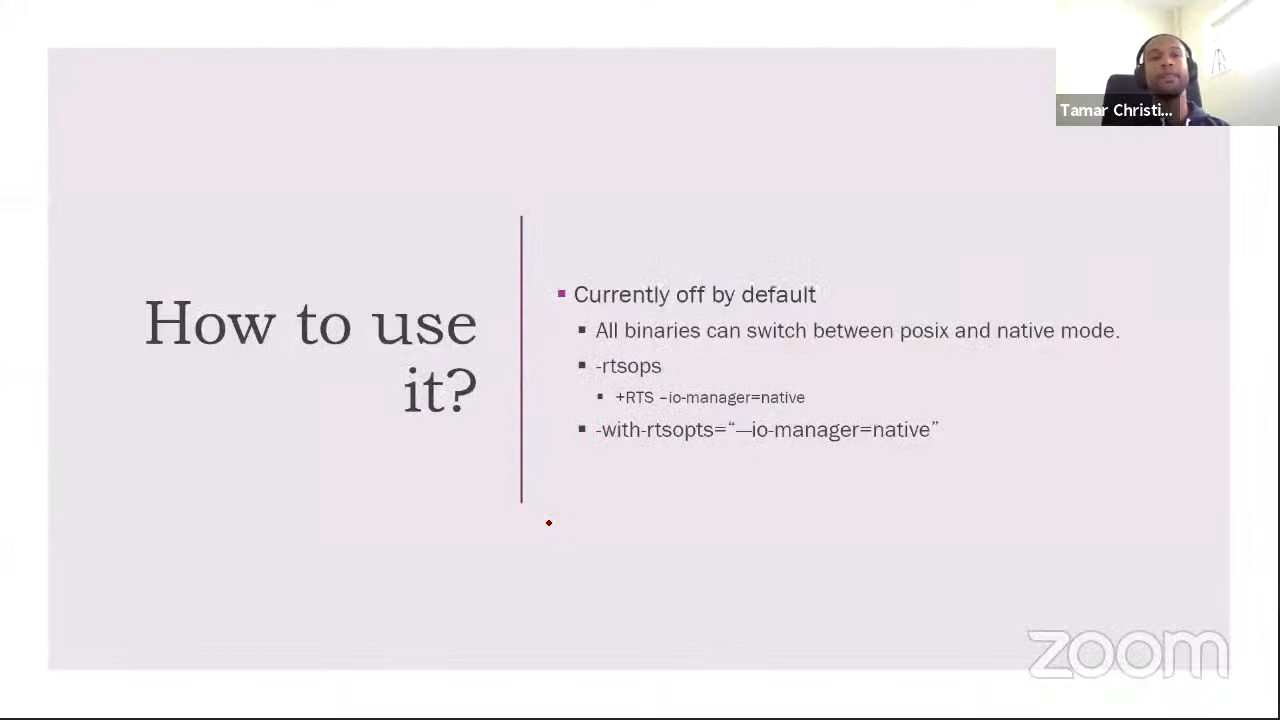 Tamar Christi...
How to use
it?
▪ Currently off by default
▪ All binaries can switch between posix and native mode.
▪ -rtsops
▪ +RTS –io-manager=native
▪ -with-rtsopts=“—io-manager=native”
zoom